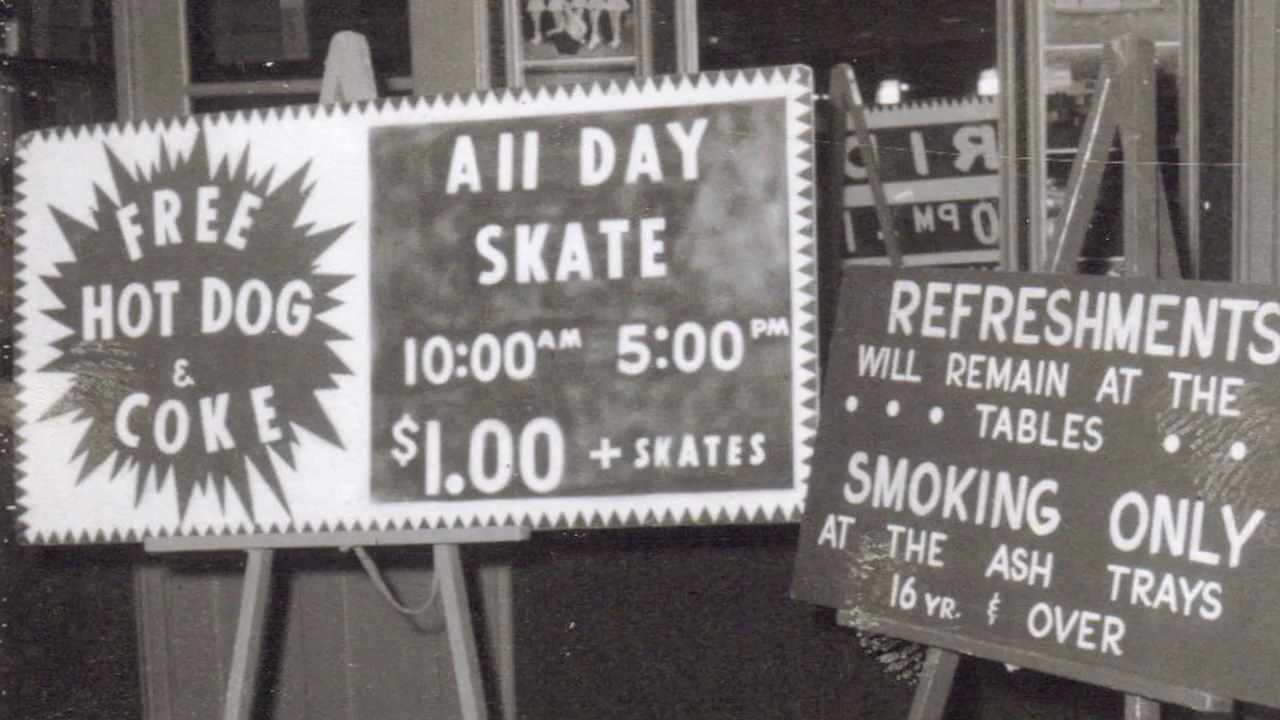 FREE
HOT DOG
&
COKE
All DAY
SKATE
10:00AM 5:00PM
$1.00 + SKATES
REFRESHMENTS
WILL REMAIN AT THE
• • • TABLES • •
SMOKING ONLY
AT THE ASH TRAYS
16 YR. & OVER